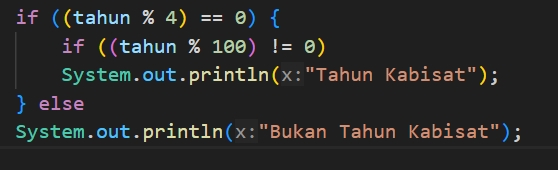 if ((tahun % 4) == 0) {
if ((tahun % 100) != 0)
System.out.println(x:"Tahun Kabisat");
} else
System.out.println(x:"Bukan Tahun Kabisat");